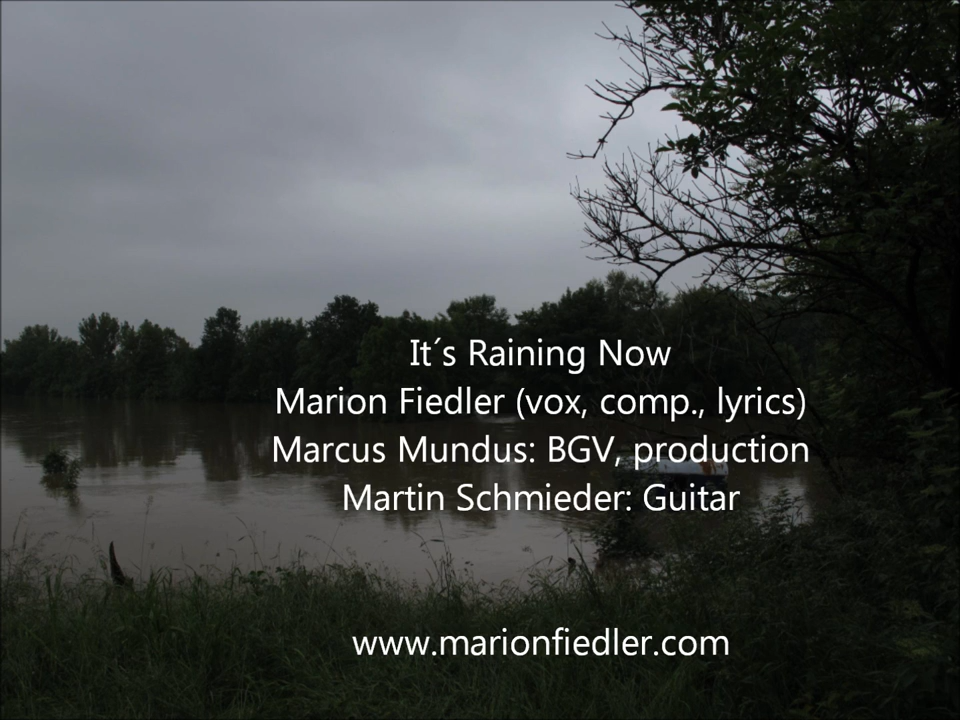 It´s Raining Now
Marion Fiedler (vox, comp., lyrics)
Marcus Mundus: BGV, production
Martin Schmieder: Guitar
www.marionfiedler.com